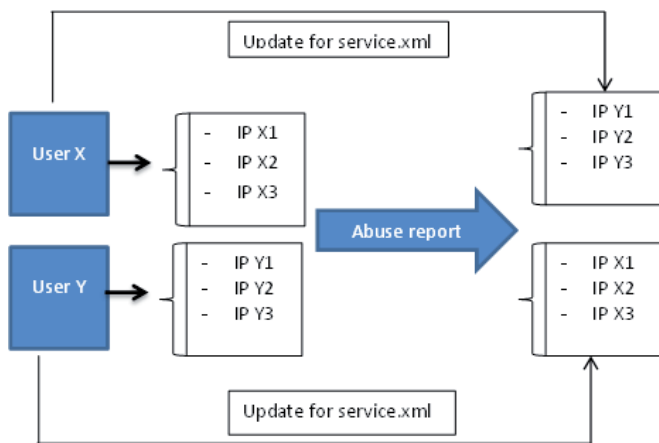 Update for service.xml
User X
- IP X1
- IP X2
- IP X3
- IP Y1
- IP Y2
- IP Y3
Abuse report
User Y
- IP Y1
- IP Y2
- IP Y3
- IP X1
- IP X2
- IP X3
Update for service.xml